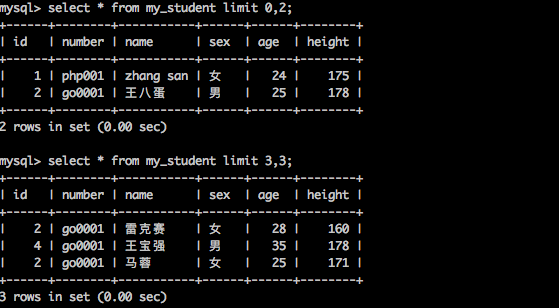 mysql> select * from my_student limit 0,2;
+------+--------+-----------+------+------+--------+
| id   | number | name      | sex  | age  | height |
+------+--------+-----------+------+------+--------+
|    1 | php001 | zhang san | 女   |   24 |    175 |
|    2 | go0001 | 王八蛋    | 男   |   25 |    178 |
+------+--------+-----------+------+------+--------+
2 rows in set (0.00 sec)
mysql> select * from my_student limit 3,3;
+------+--------+-----------+------+------+--------+
| id   | number | name      | sex  | age  | height |
+------+--------+-----------+------+------+--------+
|    2 | go0001 | 雷克赛    | 女   |   28 |    160 |
|    4 | go0001 | 王宝强    | 男   |   35 |    178 |
|    2 | go0001 | 马蓉      | 女   |   25 |    171 |
+------+--------+-----------+------+------+--------+
3 rows in set (0.00 sec)